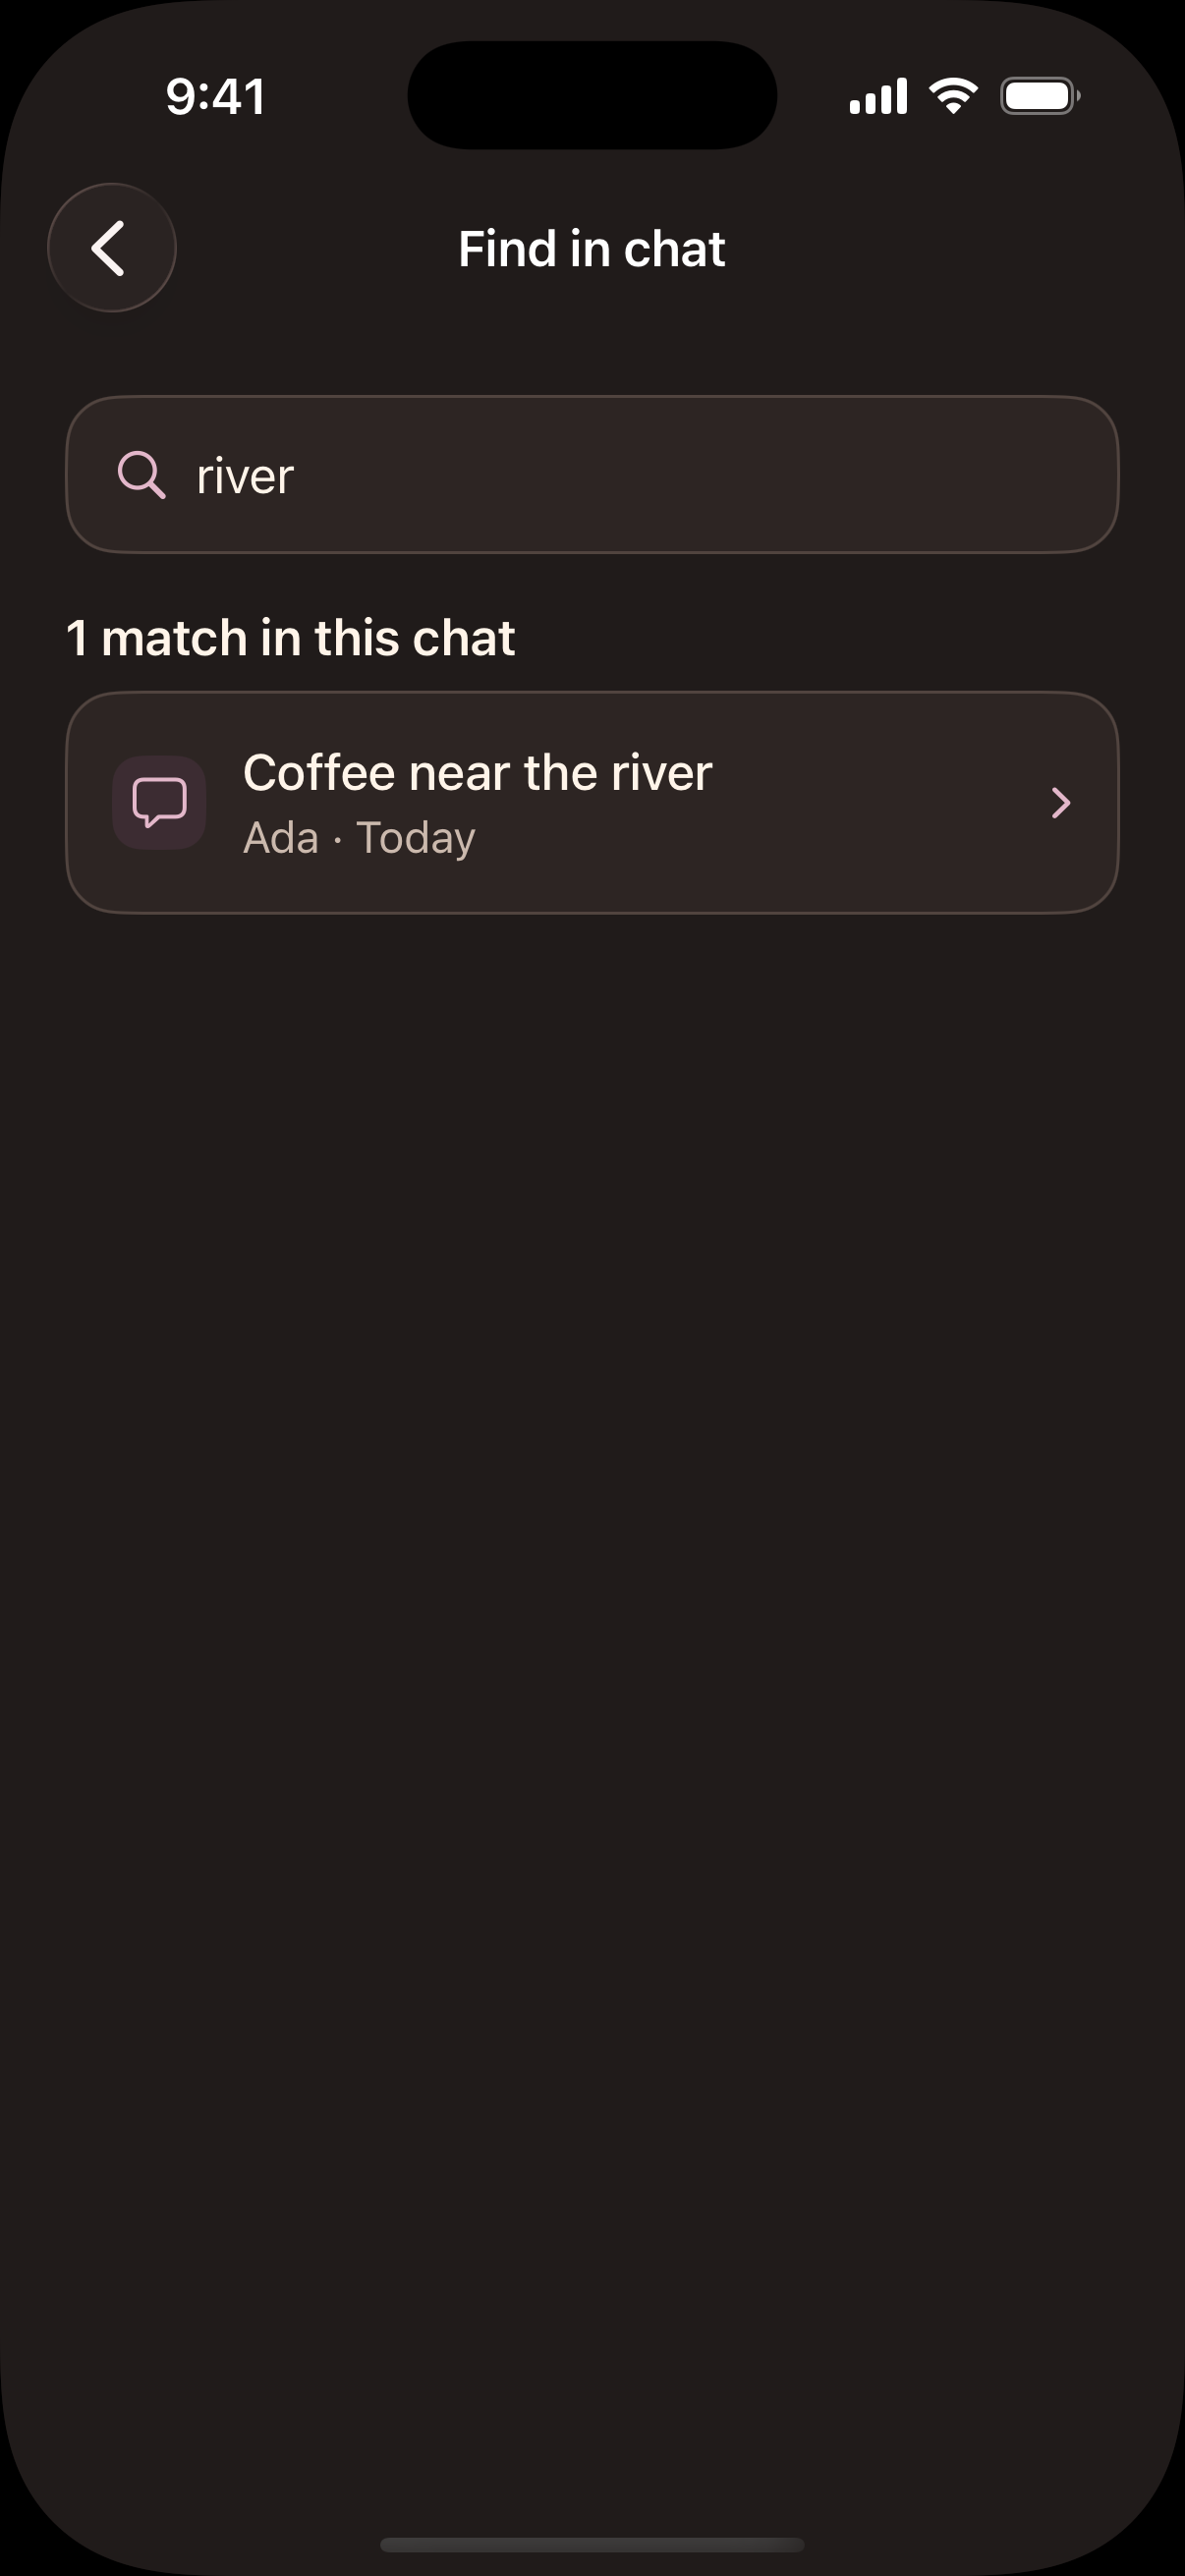 9:41
Find in chat
river
1 match in this chat
Coffee near the river
Ada · Today